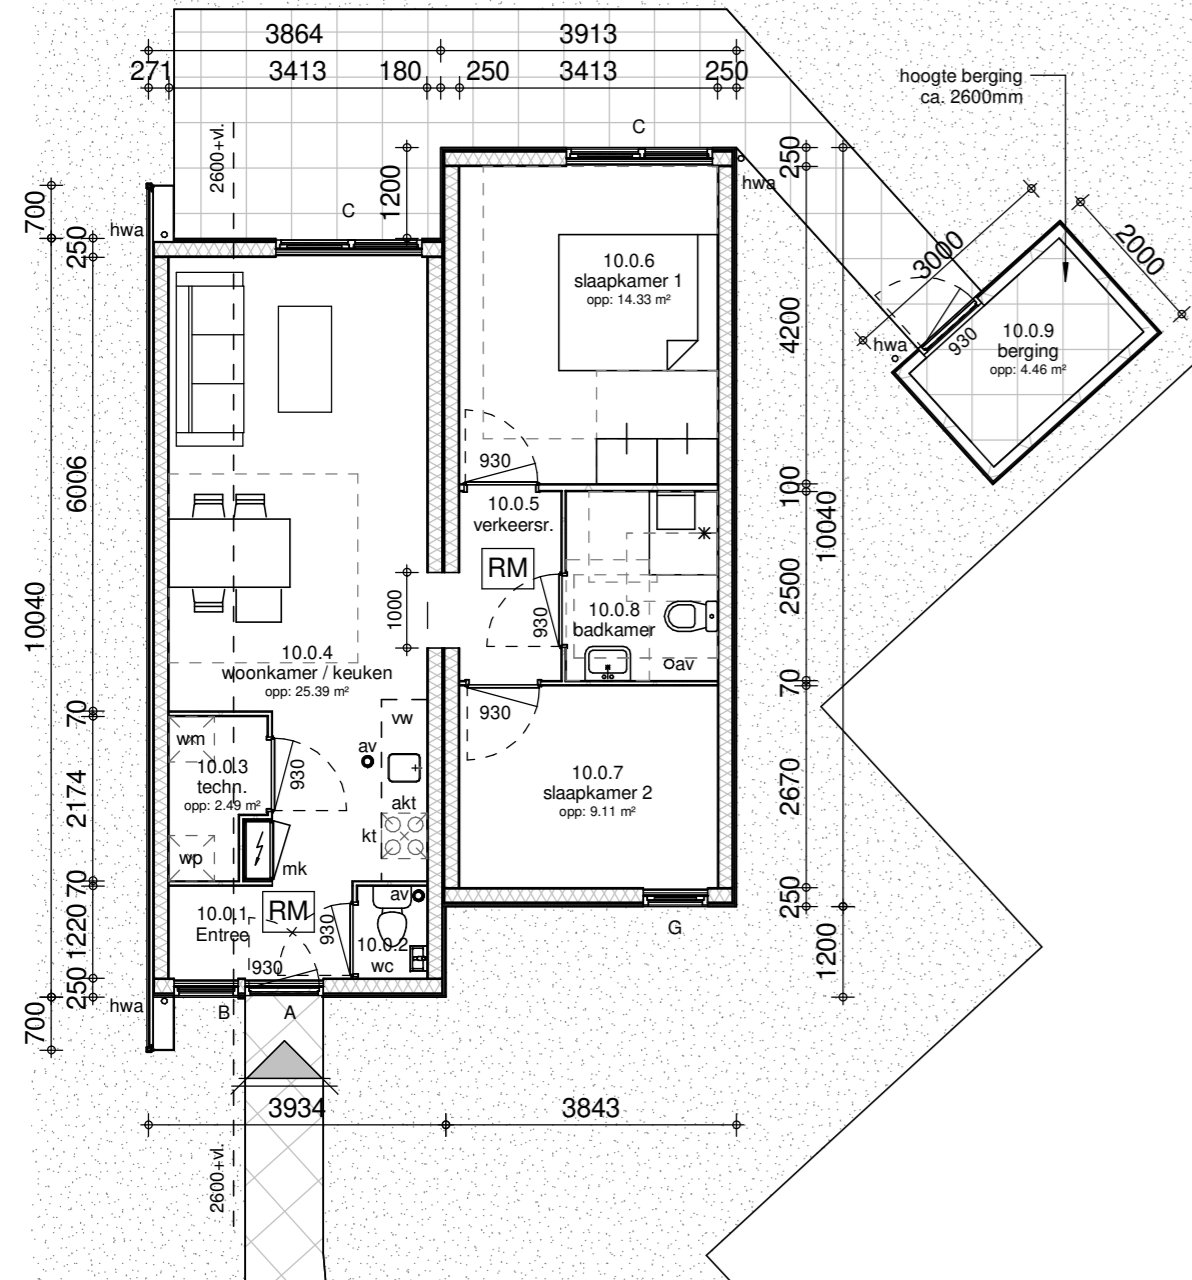 3864
3913
271
3413
180
250
3413
250
hoogte berging
ca. 2600mm
2600+vl.
C
250
1200
hwa
700
C
hwa
250
3000
2000
10.0.6
slaapkamer 1
opp: 14.33 m²
4200
hwa
930
10.0.9
berging
opp: 4.46 m²
6006
930
100
10.0.5
verkeersr.
RM
10040
10040
1000
930
2500
10.0.8
badkamer
av
10.0.4
woonkamer / keuken
opp: 25.39 m²
70
70
vw
930
wm
av
10.0.3
techn.
opp: 2.49 m²
930
2174
akt
kt
10.0.7
slaapkamer 2
opp: 9.11 m²
2670
wp
mk
70
av
250
10.0.1
Entree
RM
930
10.0.2
wc
930
1220
G
1200
250
hwa
B
A
700
3934
3843
2600+vl.